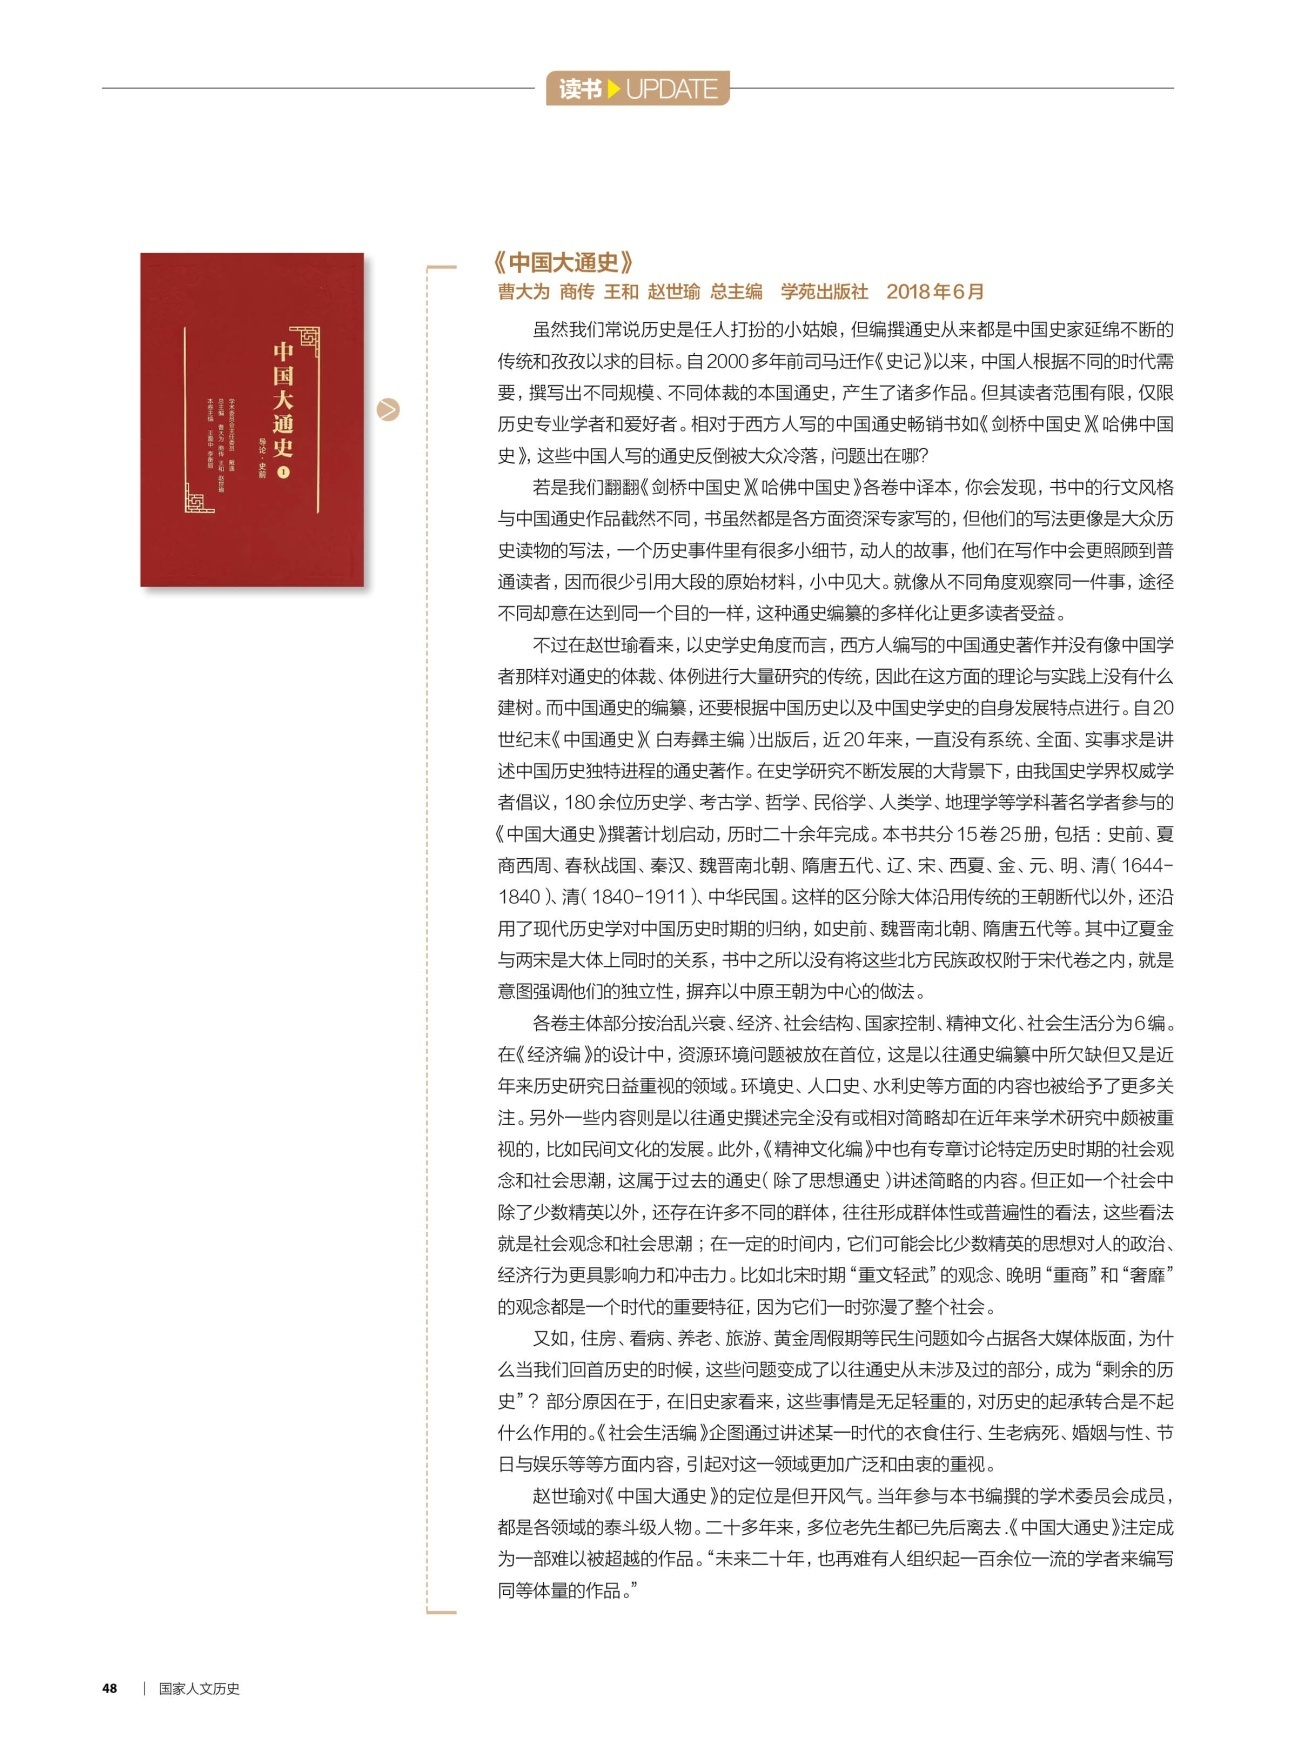 读书 UPDATE
中国大通史 1
导论·史前
学术委员会主任委员 戴逸
总主编 曹大为 商传 王和 赵世瑜
本卷主编 王震中 李衡眉
《中国大通史》
曹大为 商传 王和 赵世瑜 总主编 学苑出版社 2018年6月
虽然我们常说历史是任人打扮的小姑娘，但编撰通史从来都是中国史家延绵不断的
传统和孜孜以求的目标。自2000多年前司马迁作《史记》以来，中国人根据不同的时代需
要，撰写出不同规模、不同体裁的本国通史，产生了诸多作品。但其读者范围有限，仅限
历史专业学者和爱好者。相对于西方人写的中国通史畅销书如《剑桥中国史》《哈佛中国
史》，这些中国人写的通史反倒被大众冷落，问题出在哪？
若是我们翻翻《剑桥中国史》《哈佛中国史》各卷中译本，你会发现，书中的行文风格
与中国通史作品截然不同，书虽然都是各方面资深专家写的，但他们的写法更像是大众历
史读物的写法，一个历史事件里有很多小细节，动人的故事，他们在写作中会更照顾到普
通读者，因而很少引用大段的原始材料，小中见大。就像从不同角度观察同一件事，途径
不同却意在达到同一个目的一样，这种通史编纂的多样化让更多读者受益。
不过在赵世瑜看来，以史学史角度而言，西方人编写的中国通史著作并没有像中国学
者那样对通史的体裁、体例进行大量研究的传统，因此在这方面的理论与实践上没有什么
建树。而中国通史的编纂，还要根据中国历史以及中国史学史的自身发展特点进行。自20
世纪末《中国通史》（白寿彝主编）出版后，近20年来，一直没有系统、全面、实事求是讲
述中国历史独特进程的通史著作。在史学研究不断发展的大背景下，由我国史学界权威学
者倡议，180余位历史学、考古学、哲学、民俗学、人类学、地理学等学科著名学者参与的
《中国大通史》撰著计划启动，历时二十余年完成。本书共分15卷25册，包括：史前、夏
商西周、春秋战国、秦汉、魏晋南北朝、隋唐五代、辽、宋、西夏、金、元、明、清（1644-
1840）、清（1840-1911）、中华民国。这样的区分除大体沿用传统的王朝断代以外，还沿
用了现代历史学对中国历史时期的归纳，如史前、魏晋南北朝、隋唐五代等。其中辽夏金
与两宋是大体上同时的关系，书中之所以没有将这些北方民族政权附于宋代卷之内，就是
意图强调他们的独立性，摒弃以中原王朝为中心的做法。
各卷主体部分按治乱兴衰、经济、社会结构、国家控制、精神文化、社会生活分为6编。
在《经济编》的设计中，资源环境问题被放在首位，这是以往通史编纂中所欠缺但又是近
年来历史研究日益重视的领域。环境史、人口史、水利史等方面的内容也被给予了更多关
注。另外一些内容则是以往通史撰述完全没有或相对简略却在近年来学术研究中颇被重
视的，比如民间文化的发展。此外，《精神文化编》中也有专章讨论特定历史时期的社会观
念和社会思潮，这属于过去的通史（除了思想通史）讲述简略的内容。但正如一个社会中
除了少数精英以外，还存在许多不同的群体，往往形成群体性或普遍性的看法，这些看法
就是社会观念和社会思潮；在一定的时间内，它们可能会比少数精英的思想对人的政治、
经济行为更具影响力和冲击力。比如北宋时期“重文轻武”的观念、晚明“重商”和“奢靡”
的观念都是一个时代的重要特征，因为它们一时弥漫了整个社会。
又如，住房、看病、养老、旅游、黄金周假期等民生问题如今占据各大媒体版面，为什
么当我们回首历史的时候，这些问题变成了以往通史从未涉及过的部分，成为“剩余的历
史”？部分原因在于，在旧史家看来，这些事情是无足轻重的，对历史的起承转合是不起
什么作用的。《社会生活编》企图通过讲述某一时代的衣食住行、生老病死、婚姻与性、节
日与娱乐等等方面内容，引起对这一领域更加广泛和由衷的重视。
赵世瑜对《中国大通史》的定位是但开风气。当年参与本书编撰的学术委员会成员，
都是各领域的泰斗级人物。二十多年来，多位老先生都已先后离去.《中国大通史》注定成
为一部难以被超越的作品。“未来二十年，也再难有人组织起一百余位一流的学者来编写
同等体量的作品。”
48 | 国家人文历史